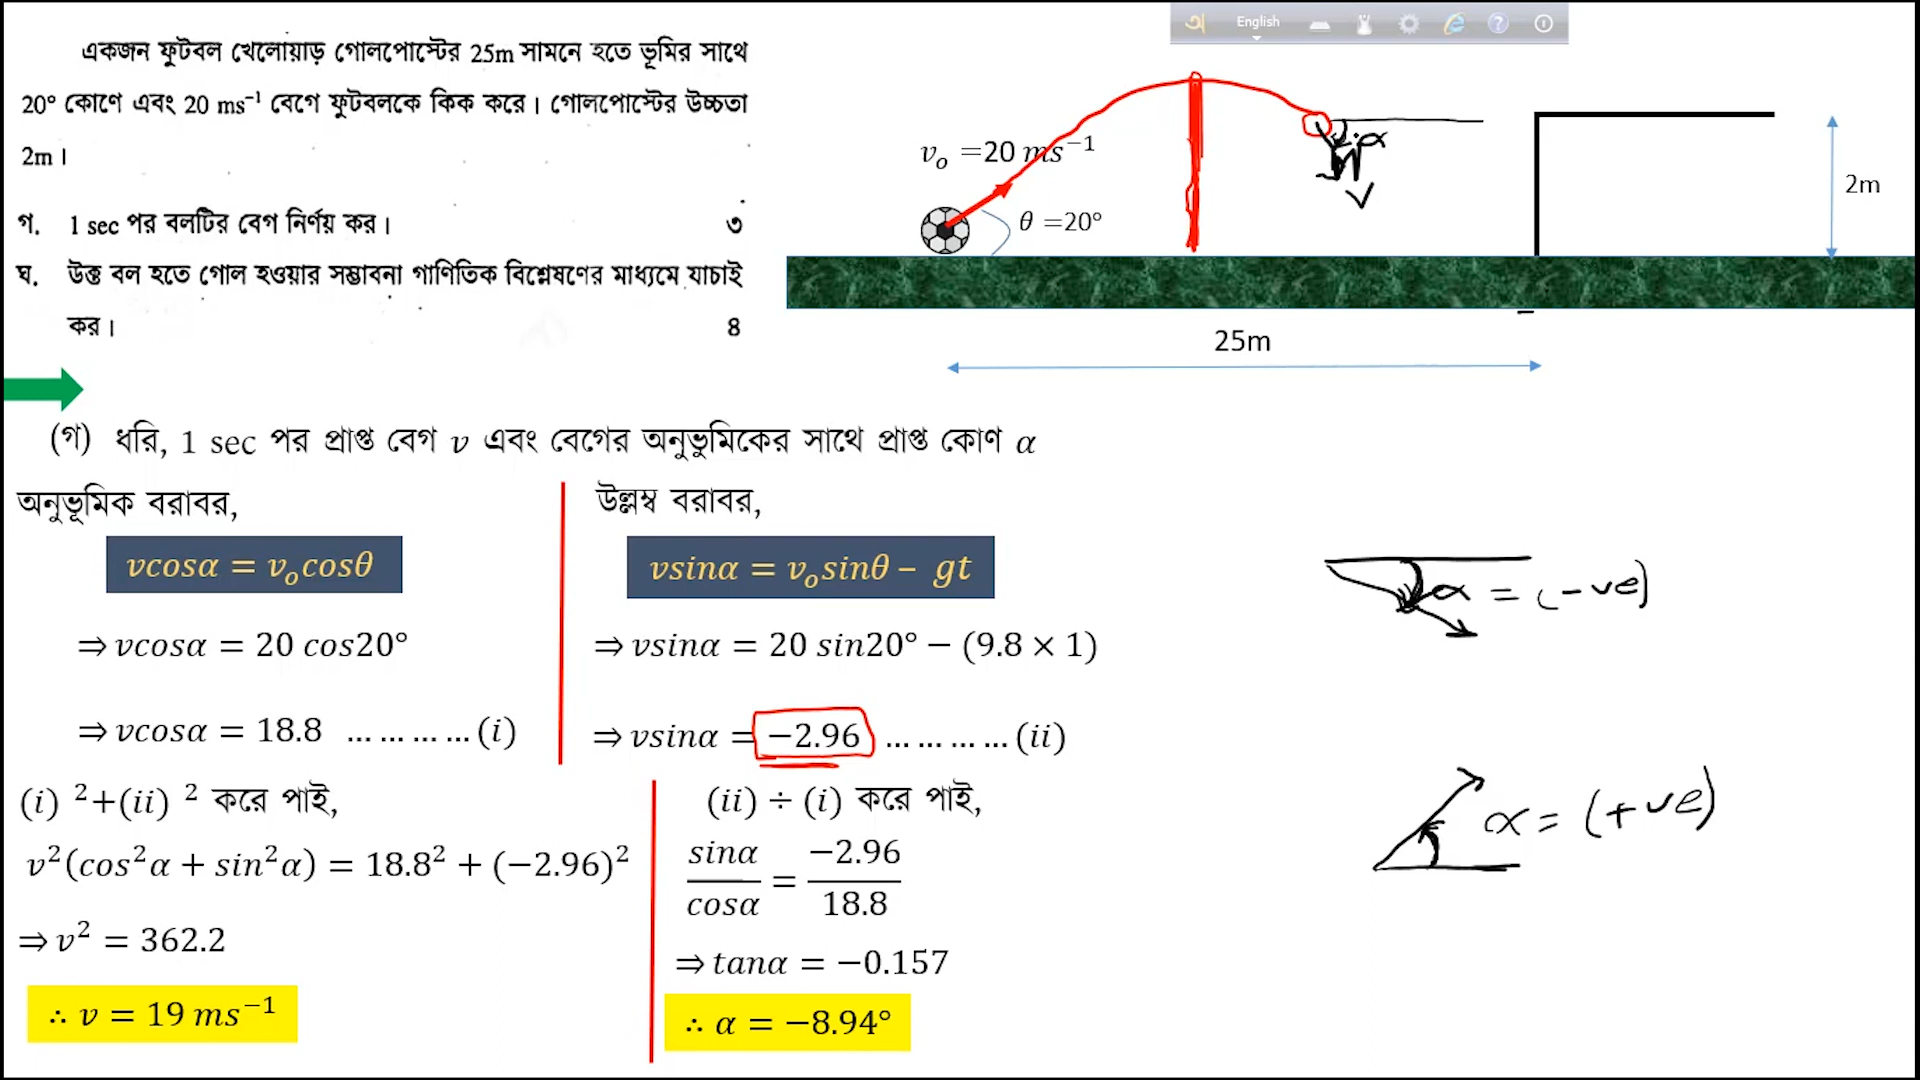 English
একজন ফুটবল খেলোয়াড় গোলপোস্টের 25m সামনে হতে ভূমির সাথে
20° কোণে এবং 20 ms⁻¹ বেগে ফুটবলকে কিক করে। গোলপোস্টের উচ্চতা
2m।
গ. 1 sec পর বলটির বেগ নির্ণয় কর। ৩
ঘ. উক্ত বল হতে গোল হওয়ার সম্ভাবনা গাণিতিক বিশ্লেষণের মাধ্যমে যাচাই
কর। ৪
vₒ =20 ms⁻¹
θ =20°
α
v
2m
25m
(গ) ধরি, 1 sec পর প্রাপ্ত বেগ v এবং বেগের অনুভুমিকের সাথে প্রাপ্ত কোণ α
অনুভূমিক বরাবর,
vcosα = vₒcosθ
⇒ vcosα = 20 cos20°
⇒ vcosα = 18.8 … … … … (i)
উল্লম্ব বরাবর,
vsinα = vₒsinθ – gt
⇒ vsinα = 20 sin20° − (9.8 × 1)
⇒ vsinα = −2.96 … … … … (ii)
α = (-ve)
α = (+ve)
(i) ²+(ii) ² করে পাই,
v²(cos²α + sin²α) = 18.8² + (−2.96)²
⇒ v² = 362.2
∴ v = 19 ms⁻¹
(ii) ÷ (i) করে পাই,
sinα/cosα = −2.96/18.8
⇒ tanα = −0.157
∴ α = −8.94°